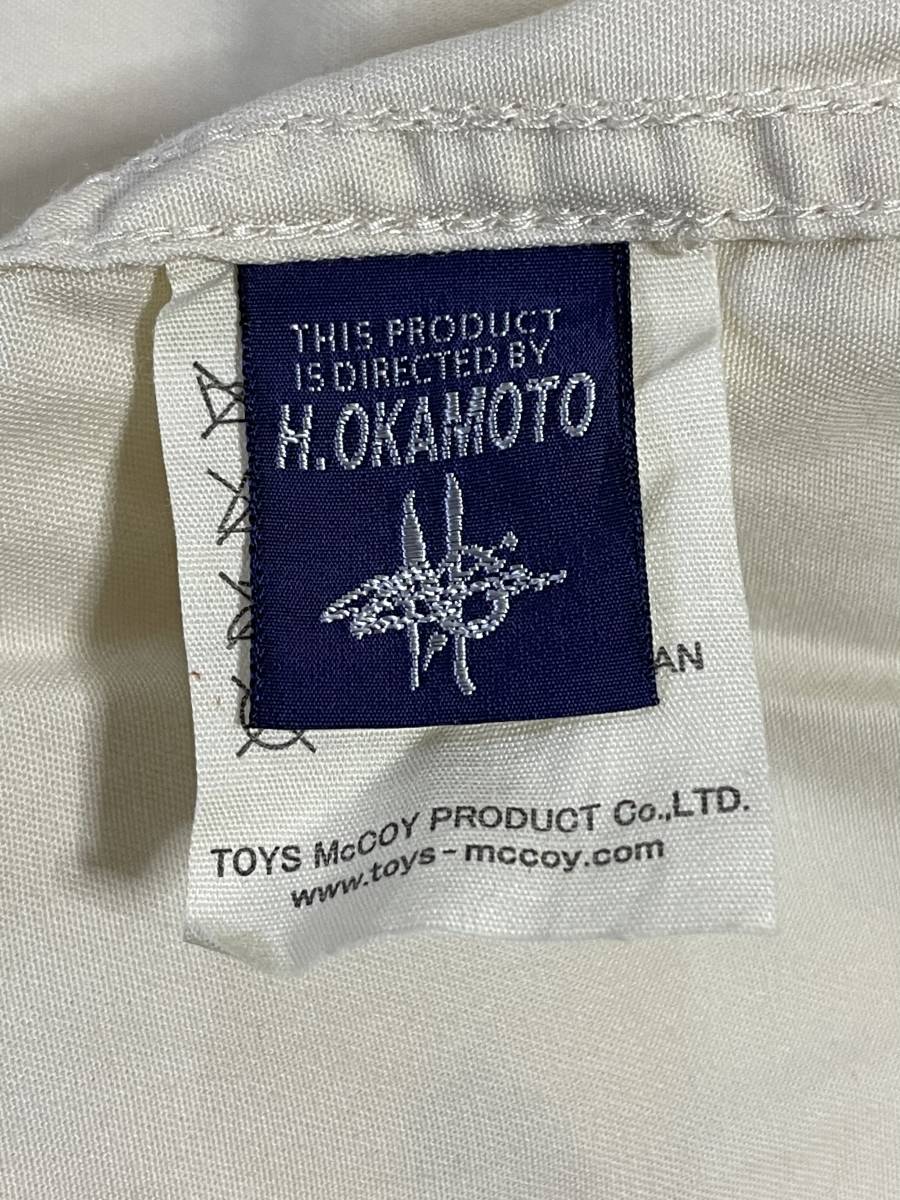 THIS PRODUCT
IS DIRECTED BY
H.OKAMOTO
TOYS McCOY PRODUCT Co.,LTD.
www.toys-mccoy.com